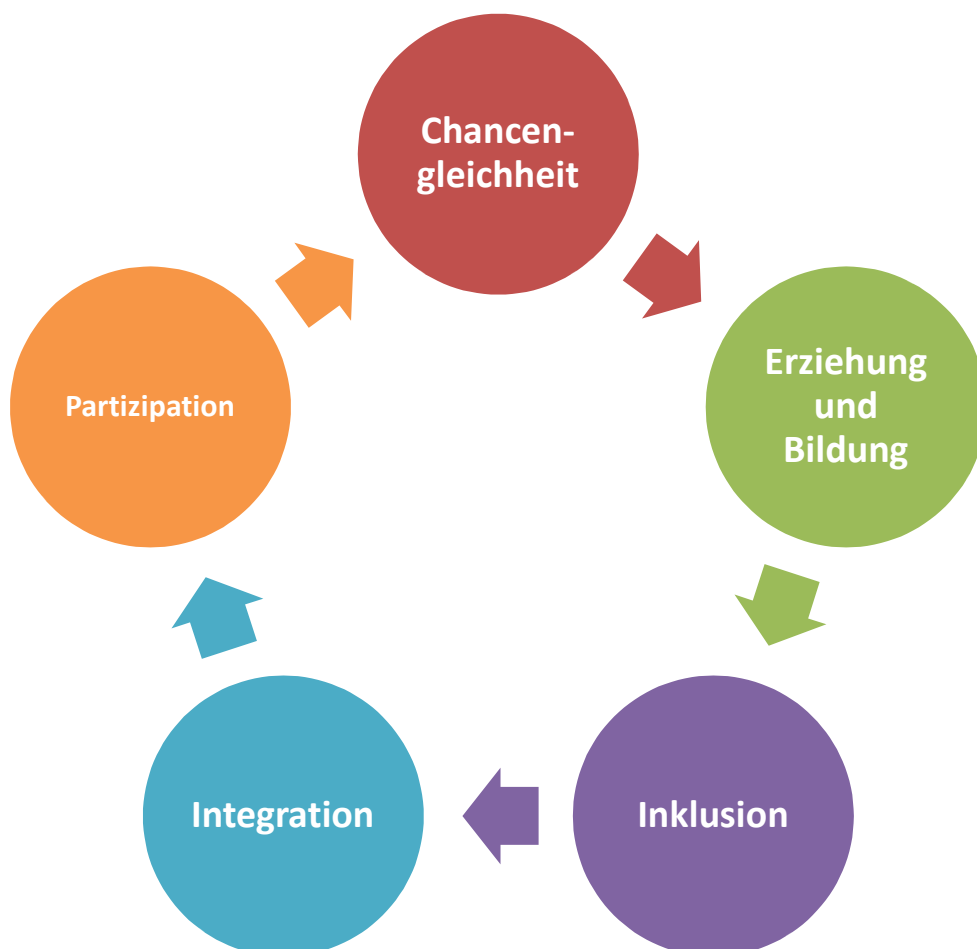 Chancen-
gleichheit
Erziehung
und
Bildung
Inklusion
Integration
Partizipation